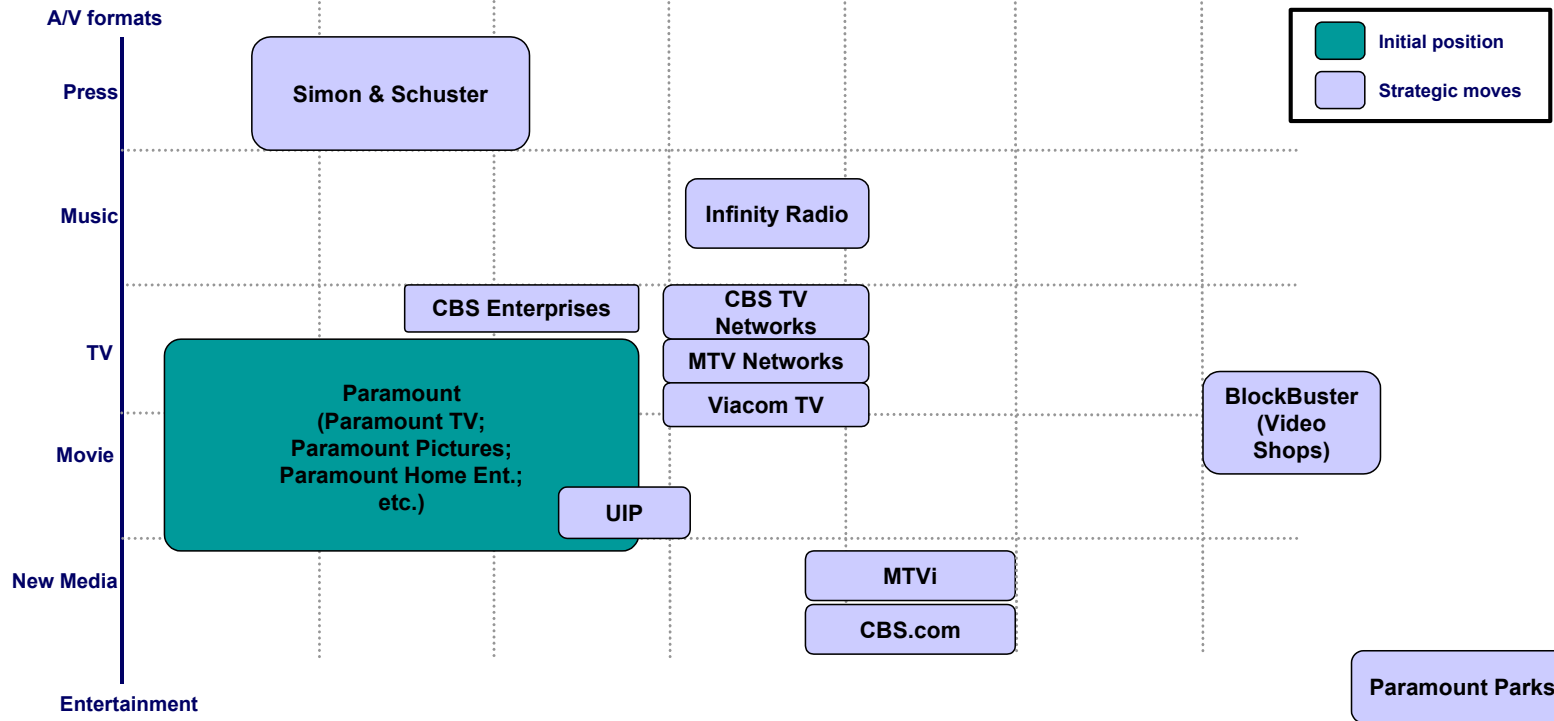 A/V formats
Initial position
Strategic moves
Press
Simon & Schuster
Music
Infinity Radio
CBS Enterprises
CBS TV
Networks
TV
MTV Networks
Viacom TV
Paramount
(Paramount TV;
Paramount Pictures;
Paramount Home Ent.;
etc.)
BlockBuster
(Video
Shops)
Movie
UIP
New Media
MTVi
CBS.com
Paramount Parks
Entertainment